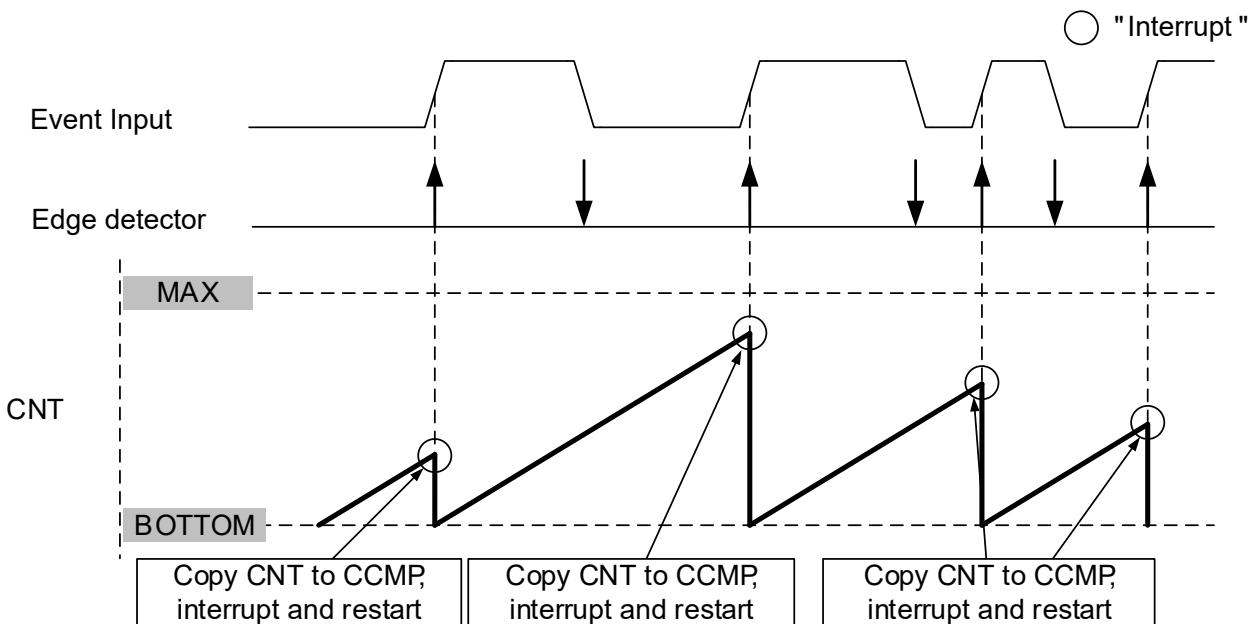 "Interrupt"
Event Input
Edge detector
MAX
CNT
BOTTOM
Copy CNT to CCMP,
interrupt and restart
Copy CNT to CCMP,
interrupt and restart
Copy CNT to CCMP,
interrupt and restart